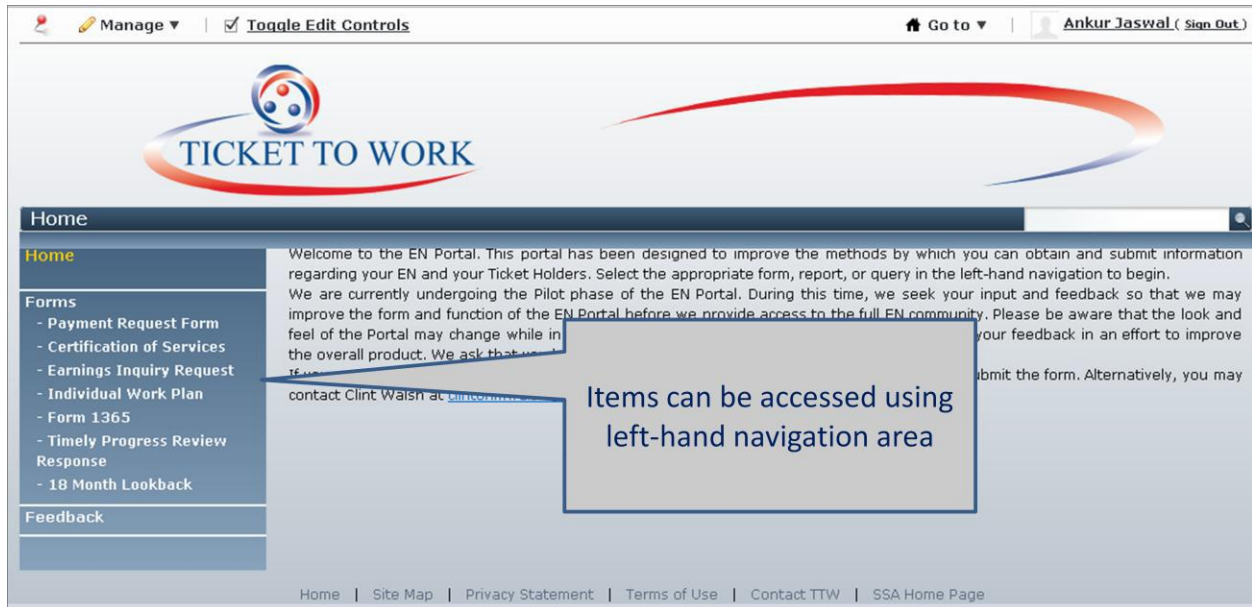 Manage ▼ | Toggle Edit Controls
Go to ▼ | Ankur Jaswal ( Sign Out )
TICKET TO WORK
Home
Home
Forms
- Payment Request Form
- Certification of Services
- Earnings Inquiry Request
- Individual Work Plan
- Form 1365
- Timely Progress Review
Response
- 18 Month Lookback
Feedback
Welcome to the EN Portal. This portal has been designed to improve the methods by which you can obtain and submit information
regarding your EN and your Ticket Holders. Select the appropriate form, report, or query in the left-hand navigation to begin.
We are currently undergoing the Pilot phase of the EN Portal. During this time, we seek your input and feedback so that we may
improve the form and function of the EN Portal before we provide access to the full EN community. Please be aware that the look and
feel of the Portal may change while in your feedback in an effort to improve
the overall product. We ask that
submit the form. Alternatively, you may
contact Clint Walsh at
Items can be accessed using
left-hand navigation area
Home | Site Map | Privacy Statement | Terms of Use | Contact TTW | SSA Home Page